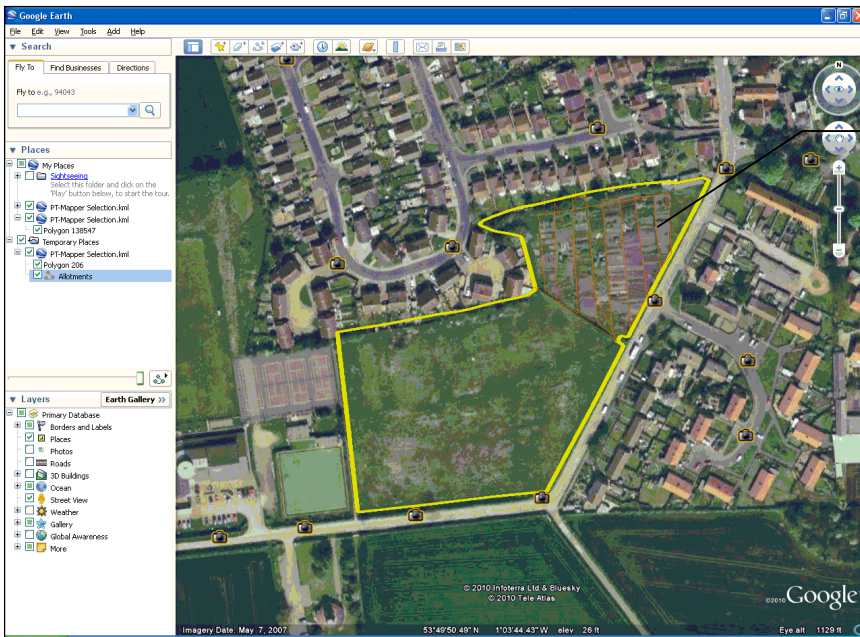 Google Earth
File Edit View Tools Add Help
Search
Fly To Find Businesses Directions
Fly to e.g., 94043
Places
My Places
Sightseeing
Select this folder and click on the
'Play' button below, to start the tour.
PT-Mapper Selection.kml
PT-Mapper Selection.kml
Polygon 138547
Temporary Places
PT-Mapper Selection.kml
Polygon 206
Allotments
Layers Earth Gallery >>
Primary Database
Borders and Labels
Places
Photos
Roads
3D Buildings
Ocean
Street View
Weather
Gallery
Global Awareness
More
N
© 2010 Infoterra Ltd & Bluesky
© 2010 Tele Atlas
©2010 Google
Imagery Date: May 7, 2007 53°49'50.49" N 1°03'44.43" W elev 26 ft Eye alt 1129 ft